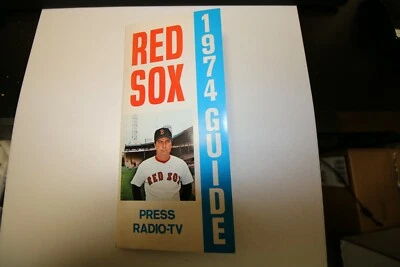 RED
SOX
1974 GUIDE
RED SOX
PRESS
RADIO-TV